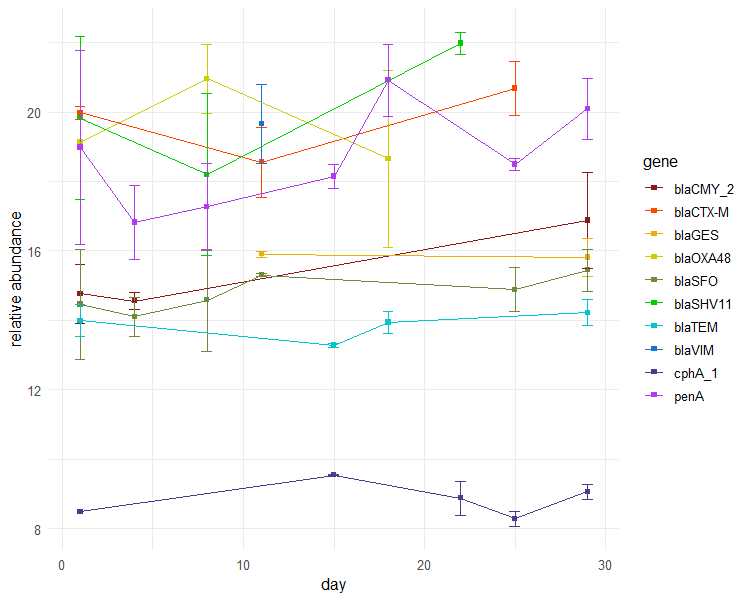 relative abundance
20
16
12
8
0
10
20
30
day
gene
blaCMY_2
blaCTX-M
blaGES
blaOXA48
blaSFO
blaSHV11
blaTEM
blaVIM
cphA_1
penA